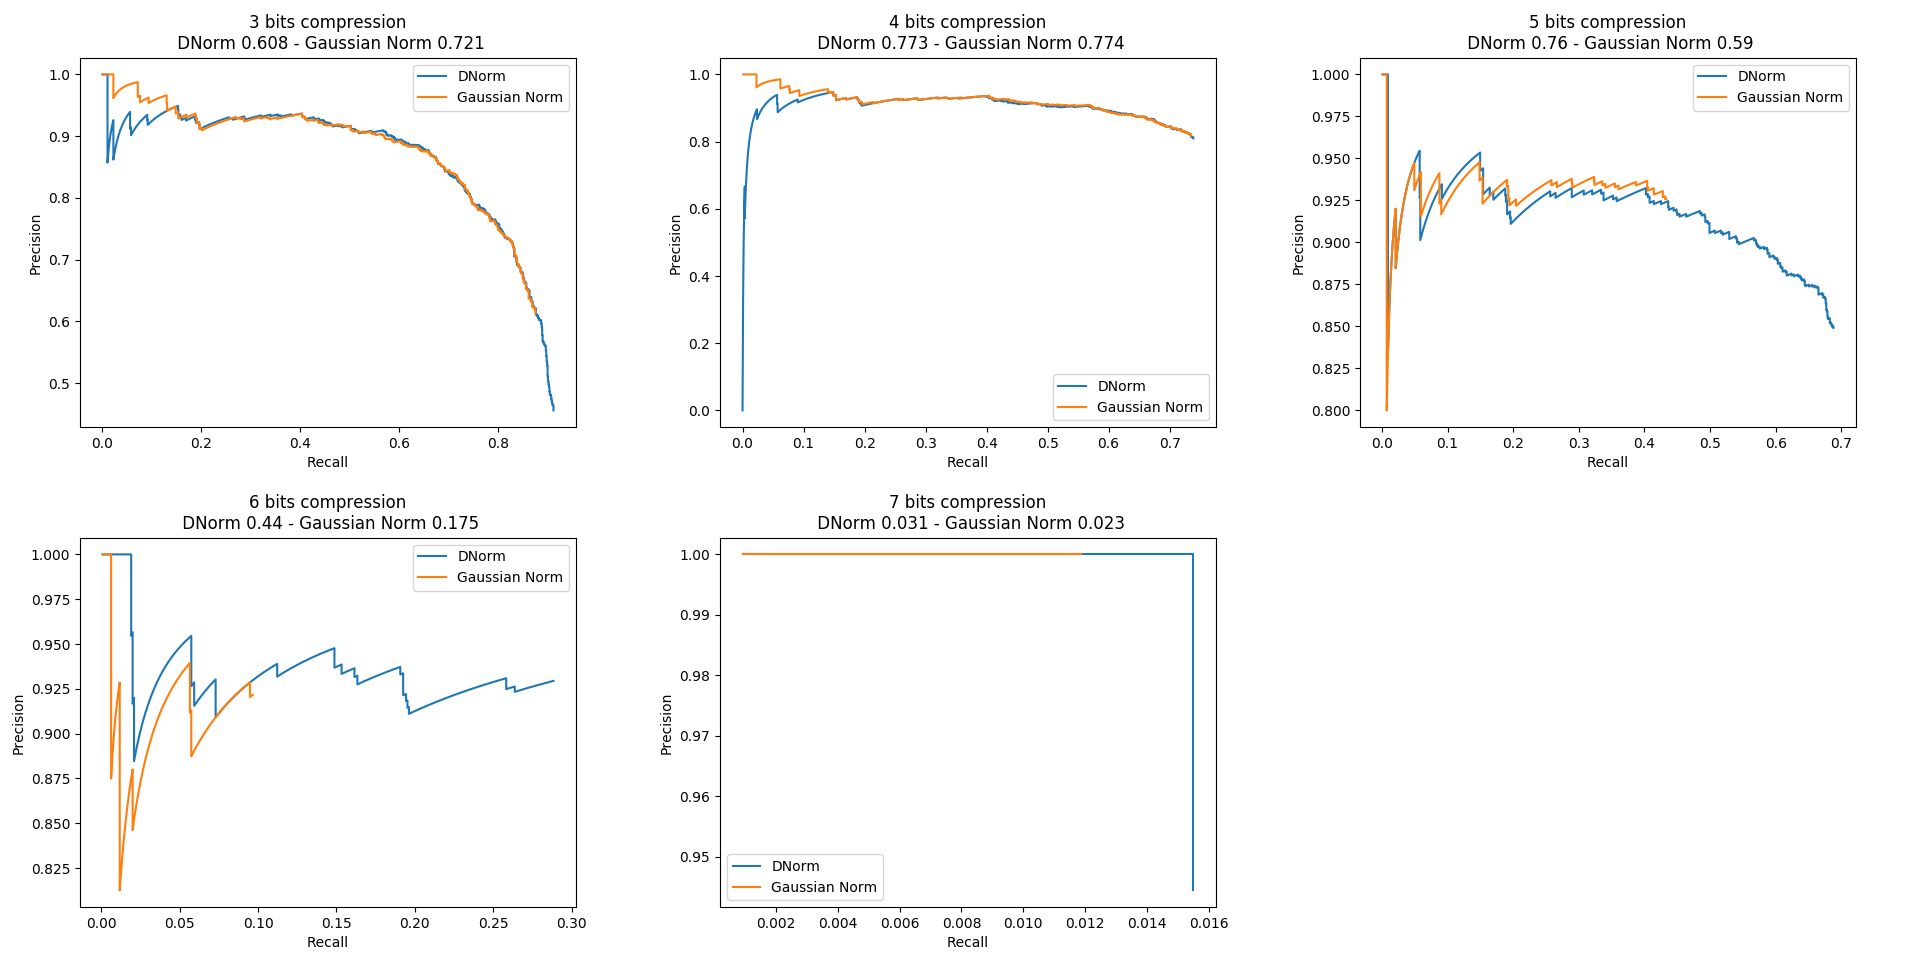 3 bits compression
DNorm 0.608 - Gaussian Norm 0.721
1.0
0.9
0.8
0.7
0.6
0.5
Precision
0.0 0.2 0.4 0.6 0.8
Recall
DNorm
Gaussian Norm
4 bits compression
DNorm 0.773 - Gaussian Norm 0.774
1.0
0.8
0.6
0.4
0.2
0.0
Precision
0.0 0.1 0.2 0.3 0.4 0.5 0.6 0.7
Recall
DNorm
Gaussian Norm
5 bits compression
DNorm 0.76 - Gaussian Norm 0.59
1.000
0.975
0.950
0.925
0.900
0.875
0.850
0.825
0.800
Precision
0.0 0.1 0.2 0.3 0.4 0.5 0.6 0.7
Recall
DNorm
Gaussian Norm
6 bits compression
DNorm 0.44 - Gaussian Norm 0.175
1.000
0.975
0.950
0.925
0.900
0.875
0.850
0.825
Precision
0.00 0.05 0.10 0.15 0.20 0.25 0.30
Recall
DNorm
Gaussian Norm
7 bits compression
DNorm 0.031 - Gaussian Norm 0.023
1.00
0.99
0.98
0.97
0.96
0.95
Precision
0.002 0.004 0.006 0.008 0.010 0.012 0.014 0.016
Recall
DNorm
Gaussian Norm